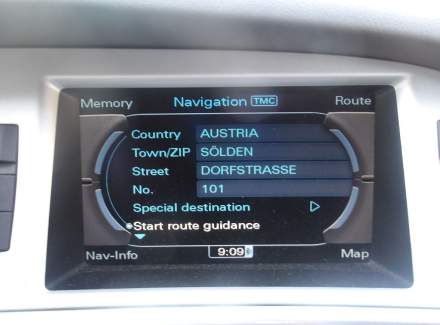 Memory Navigation TMC Route
Country AUSTRIA
Town/ZIP SÖLDEN
Street DORFSTRASSE
No. 101
Special destination
Start route guidance
Nav-Info 9:09 Map